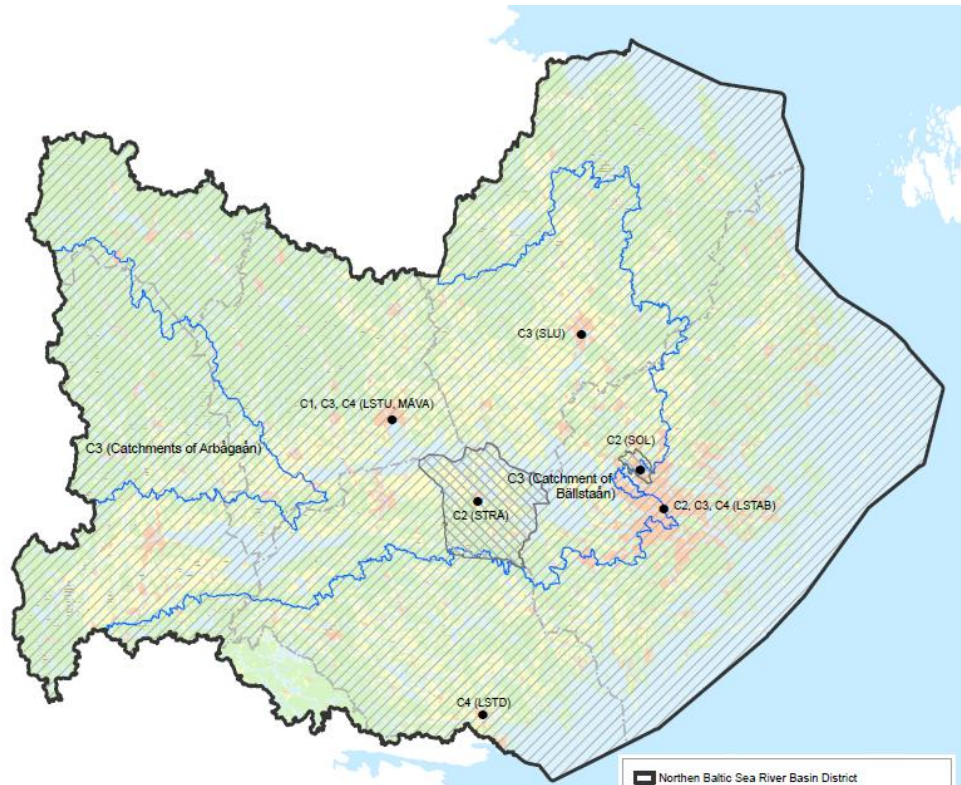 C3 (SLU)
C1, C3, C4 (LSTU, MÄVA)
C3 (Catchments of Arbågaån)
C2 (SOL)
C3 (Catchment of
Bällstaån)
C2 (STRÄ)
C2, C3, C4 (LSTAB)
C4 (LSTD)
Northen Baltic Sea River Basin District